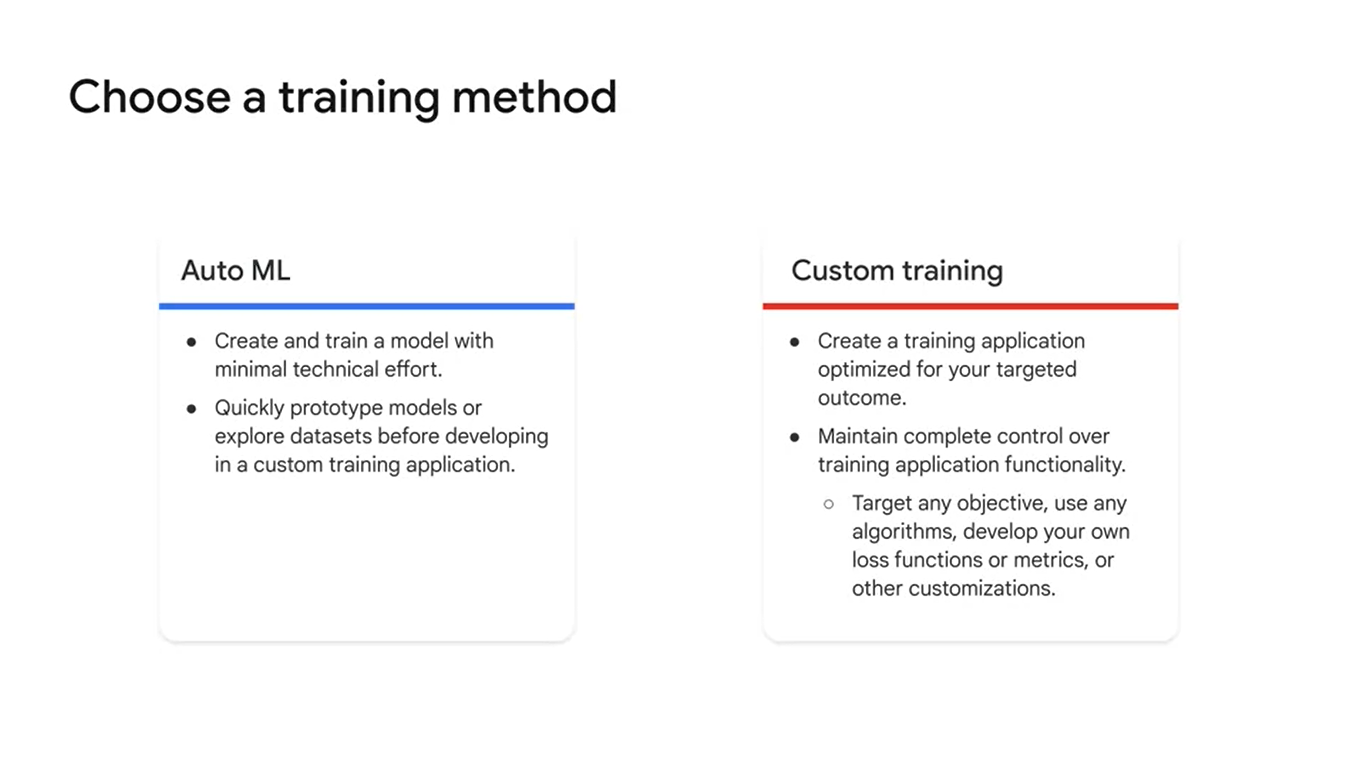 Choose a training method
Auto ML
● Create and train a model with
minimal technical effort.
● Quickly prototype models or
explore datasets before developing
in a custom training application.
Custom training
● Create a training application
optimized for your targeted
outcome.
● Maintain complete control over
training application functionality.
○ Target any objective, use any
algorithms, develop your own
loss functions or metrics, or
other customizations.